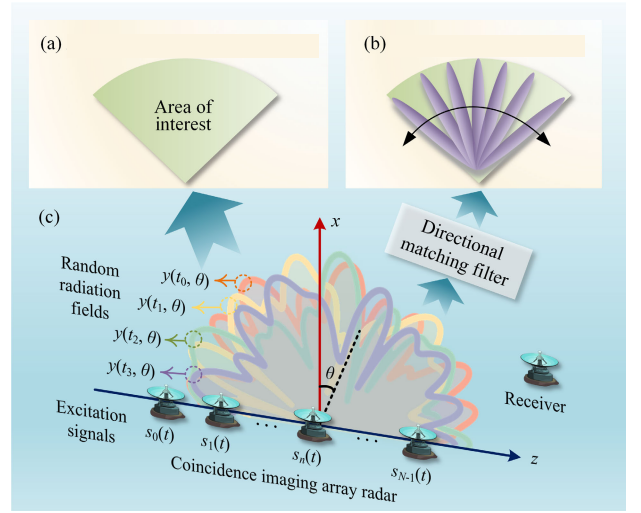 (a)
(b)
Area of
interest
(c)
x
Directional
matching filter
Random
radiation
fields
y(t₀, θ)
y(t₁, θ)
y(t₂, θ)
y(t₃, θ)
θ
Receiver
Excitation
signals
s₀(t)
s₁(t)
...
sₙ(t)
...
s_{N-1}(t)
z
Coincidence imaging array radar